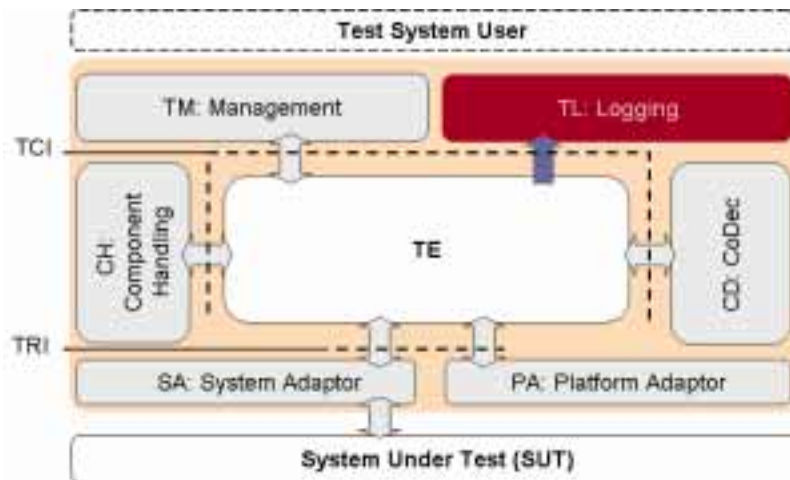 Test System User
TM: Management
TL: Logging
TCI
CH:
Component
Handling
TE
CD: CoDec
TRI
SA: System Adaptor
PA: Platform Adaptor
System Under Test (SUT)